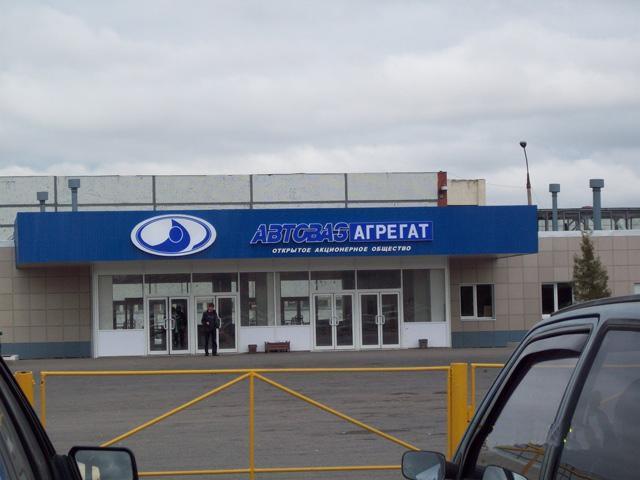 АВТОВАЗ АГРЕГАТ
ОТКРЫТОЕ АКЦИОНЕРНОЕ ОБЩЕСТВО